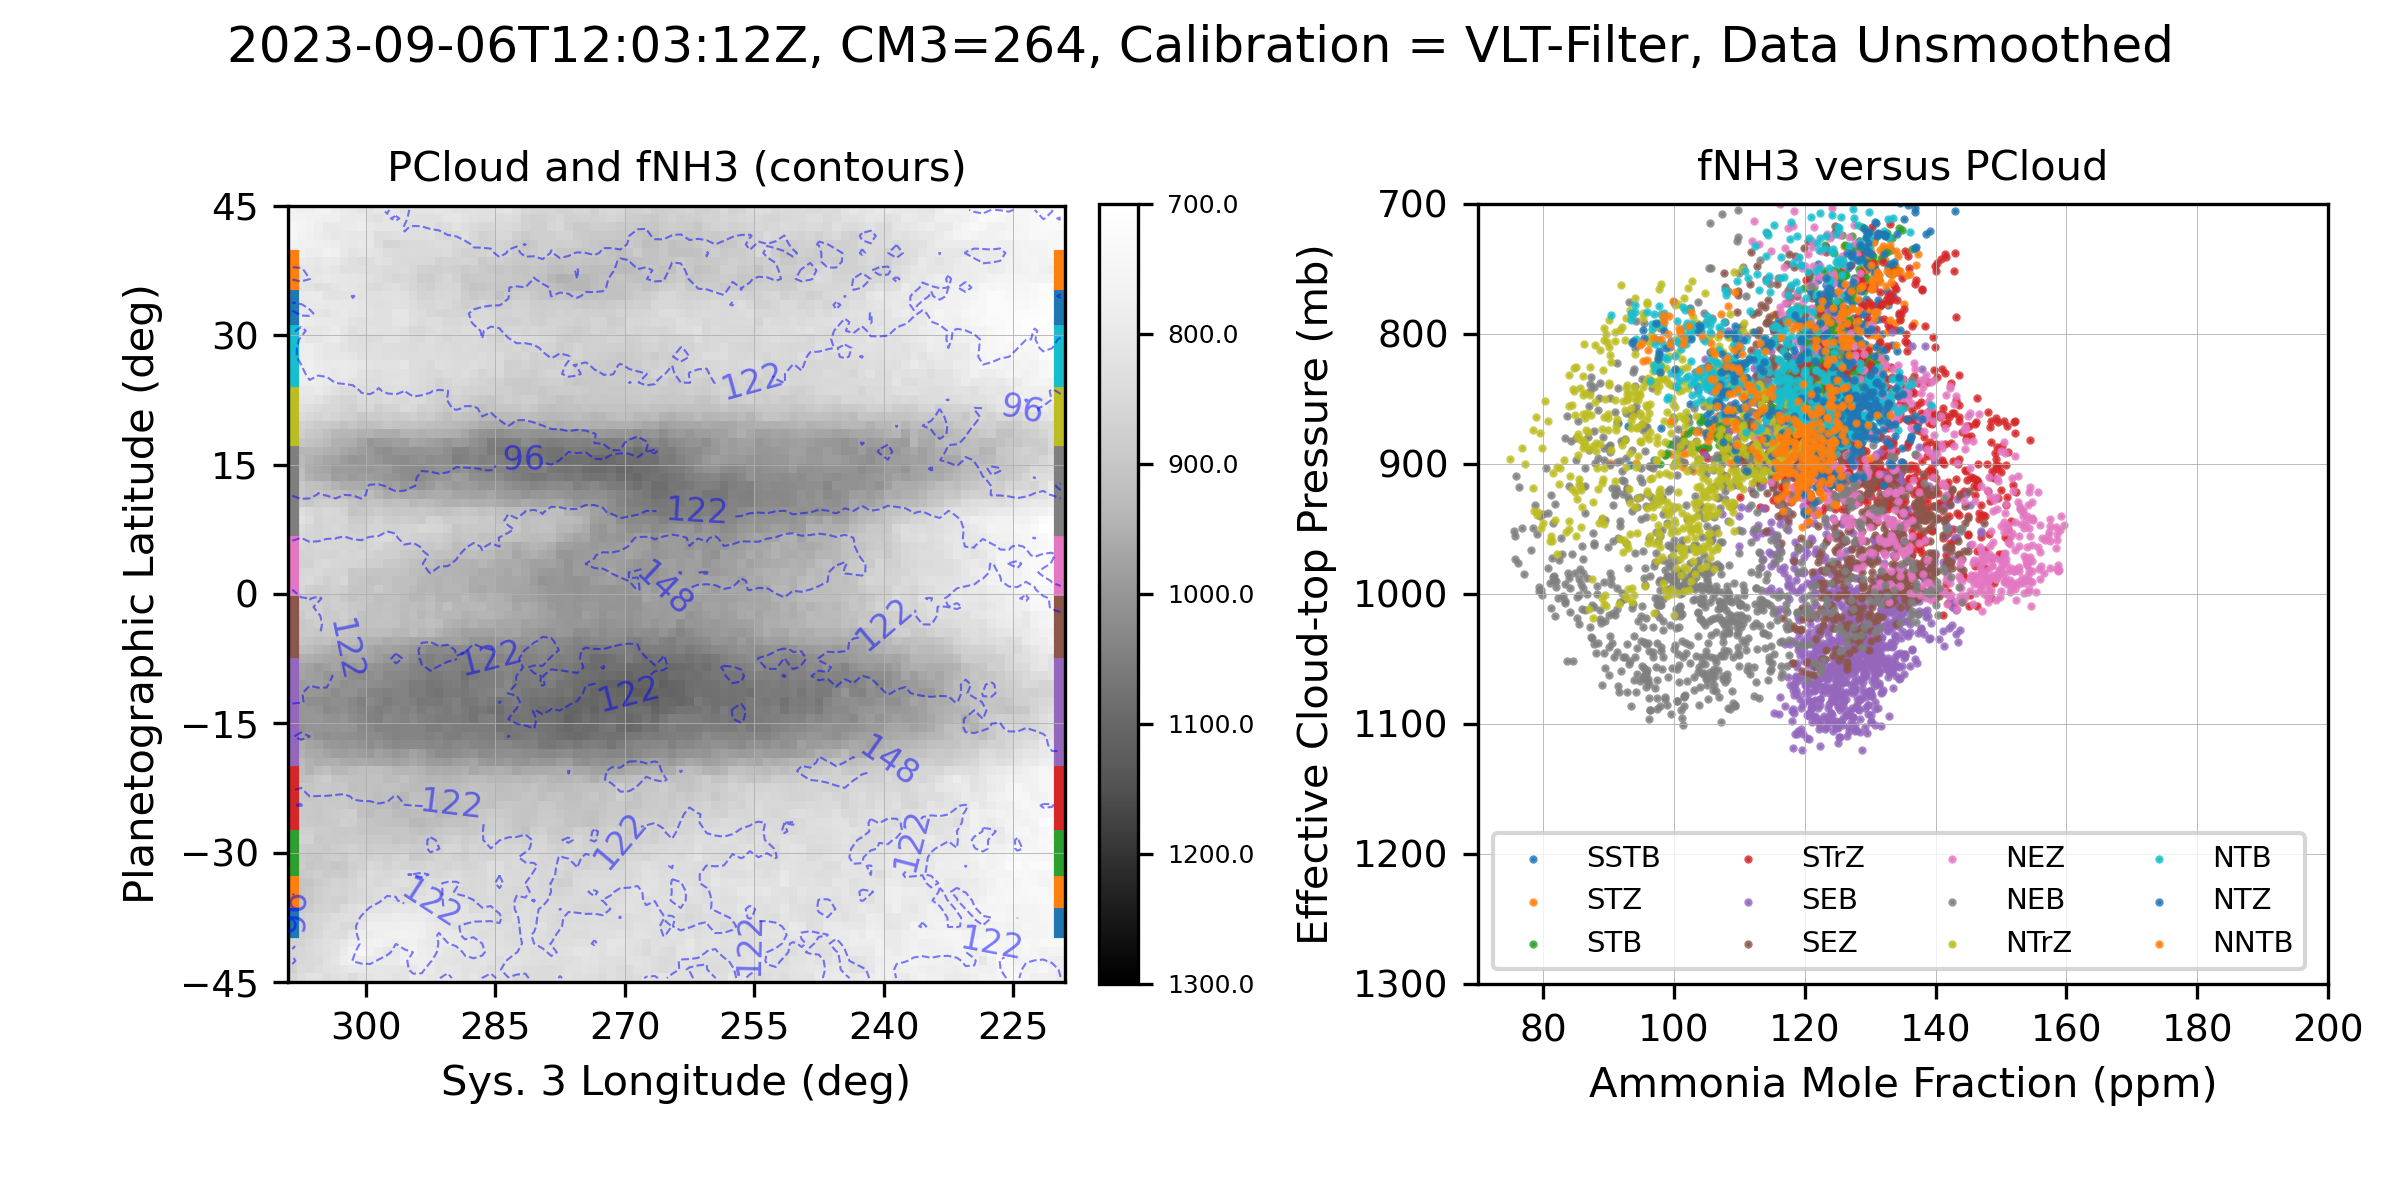 2023-09-06T12:03:12Z, CM3=264, Calibration = VLT-Filter, Data Unsmoothed
PCloud and fNH3 (contours)
Planetographic Latitude (deg)
45
30
15
0
−15
−30
−45
122
96
96
122
148
122
122
122
122
148
122
122
122
122
96
122
122
300
285
270
255
240
225
Sys. 3 Longitude (deg)
700.0
800.0
900.0
1000.0
1100.0
1200.0
1300.0
fNH3 versus PCloud
Effective Cloud-top Pressure (mb)
700
800
900
1000
1100
1200
1300
SSTB
STZ
STB
STrZ
SEB
SEZ
NEZ
NEB
NTrZ
NTB
NTZ
NNTB
80
100
120
140
160
180
200
Ammonia Mole Fraction (ppm)